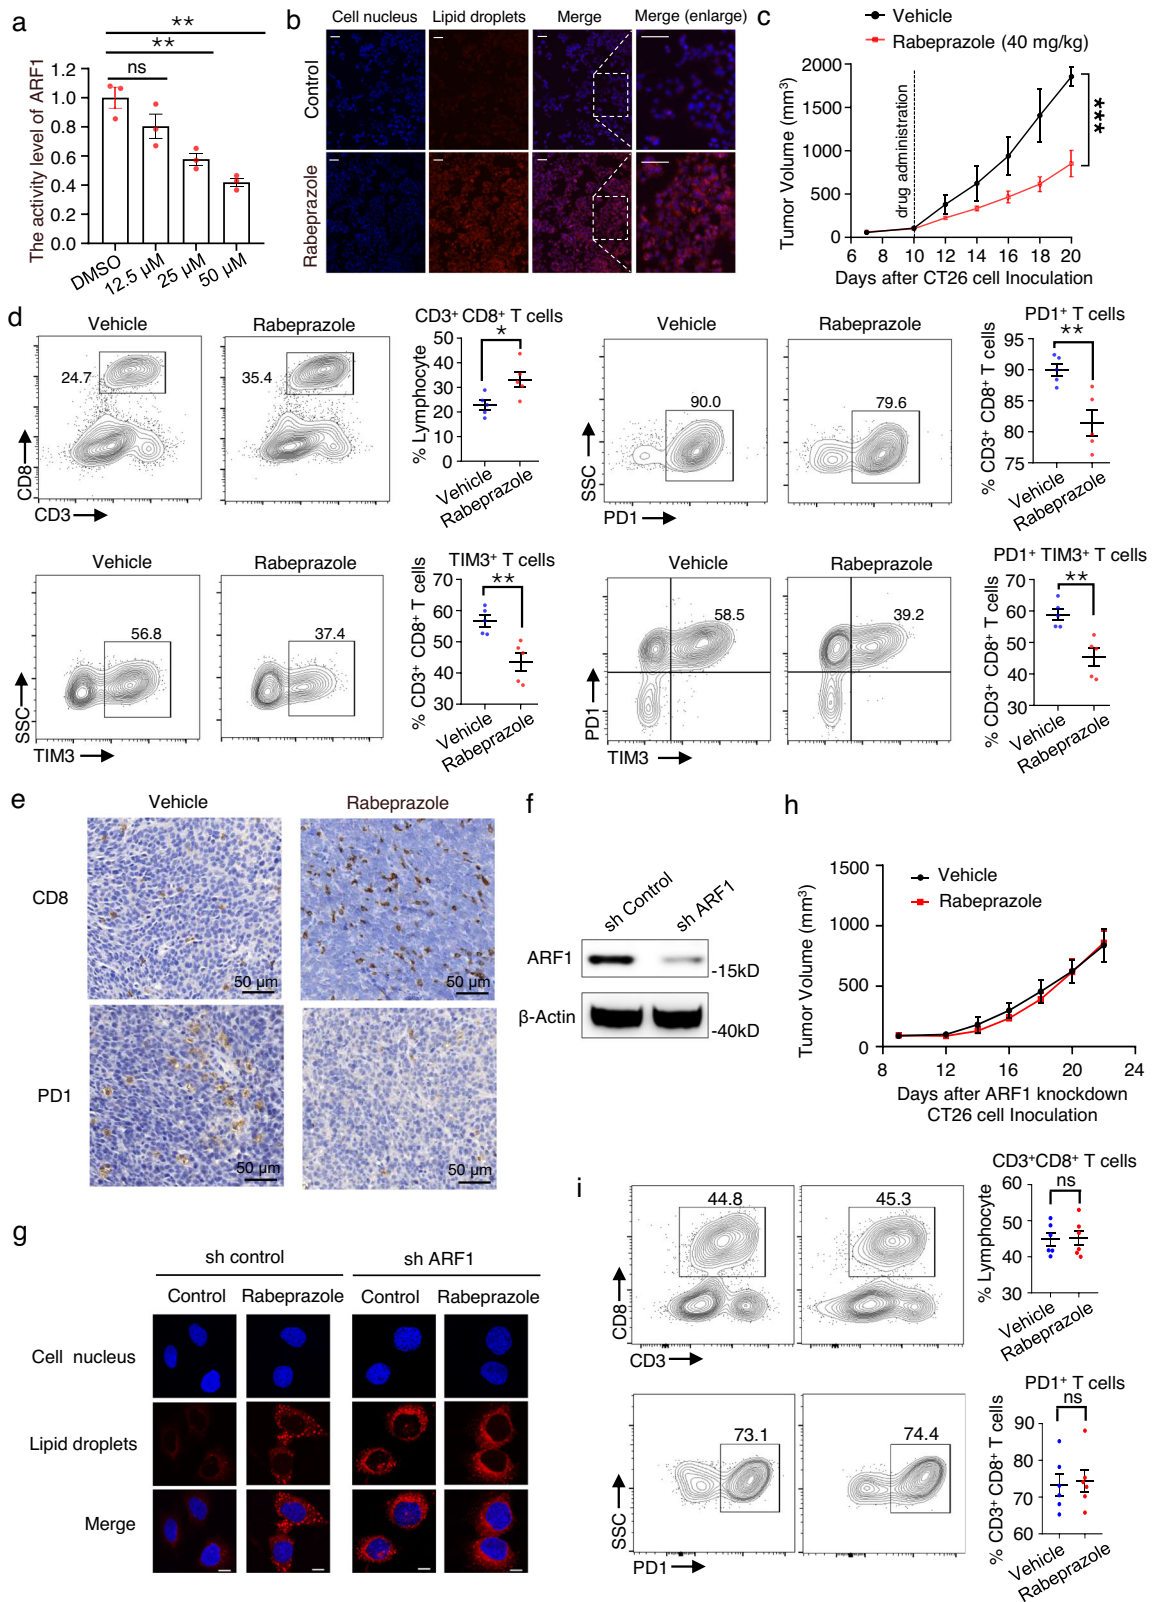 a
**
**
ns
The activity level of ARF1
1.2
1.0
0.8
0.6
0.4
0.2
0.0
DMSO
12.5 μM
25 μM
50 μM
b
Cell nucleus
Lipid droplets
Merge
Merge (enlarge)
Control
Rabeprazole
c
Vehicle
Rabeprazole (40 mg/kg)
Tumor Volume (mm³)
2000
1500
1000
500
0
drug administration
***
6 8 10 12 14 16 18 20
Days after CT26 cell Inoculation
d
Vehicle
Rabeprazole
24.7
35.4
CD8
CD3
CD3⁺ CD8⁺ T cells
*
% Lymphocyte
50
40
30
20
10
0
Vehicle
Rabeprazole
Vehicle
Rabeprazole
90.0
79.6
SSC
PD1
PD1⁺ T cells
**
% CD3⁺ CD8⁺ T cells
95
90
85
80
75
Vehicle
Rabeprazole
Vehicle
Rabeprazole
56.8
37.4
SSC
TIM3
TIM3⁺ T cells
**
% CD3⁺ CD8⁺ T cells
70
60
50
40
30
Vehicle
Rabeprazole
Vehicle
Rabeprazole
58.5
39.2
PD1
TIM3
PD1⁺ TIM3⁺ T cells
**
% CD3⁺ CD8⁺ T cells
70
60
50
40
30
Vehicle
Rabeprazole
e
Vehicle
Rabeprazole
CD8
50 μm
50 μm
PD1
50 μm
50 μm
f
sh Control
sh ARF1
ARF1
-15kD
β-Actin
-40kD
g
sh control
sh ARF1
Control
Rabeprazole
Control
Rabeprazole
Cell nucleus
Lipid droplets
Merge
h
Vehicle
Rabeprazole
Tumor Volume (mm³)
1500
1000
500
0
8 12 16 20 24
Days after ARF1 knockdown
CT26 cell Inoculation
i
44.8
45.3
CD8
CD3
CD3⁺CD8⁺ T cells
ns
% Lymphocyte
60
50
40
30
Vehicle
Rabeprazole
73.1
74.4
SSC
PD1
PD1⁺ T cells
ns
% CD3⁺ CD8⁺ T cells
90
80
70
60
Vehicle
Rabeprazole